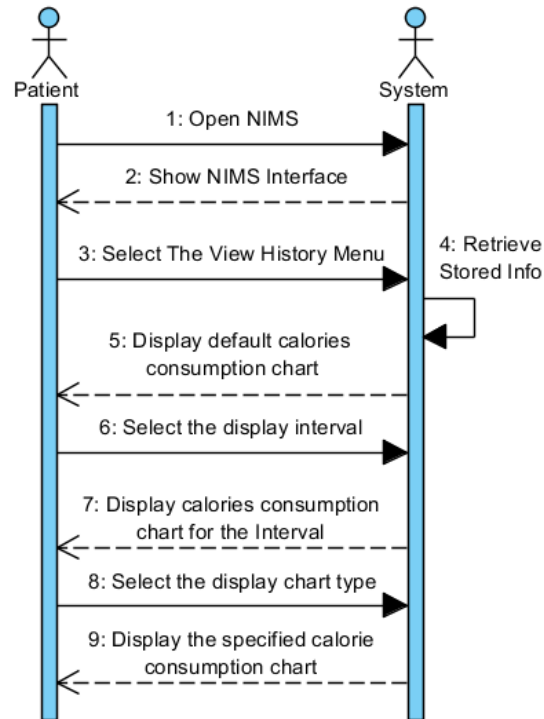 Patient
System
1: Open NIMS
2: Show NIMS Interface
3: Select The View History Menu
4: Retrieve
Stored Info
5: Display default calories
consumption chart
6: Select the display interval
7: Display calories consumption
chart for the Interval
8: Select the display chart type
9: Display the specified calorie
consumption chart